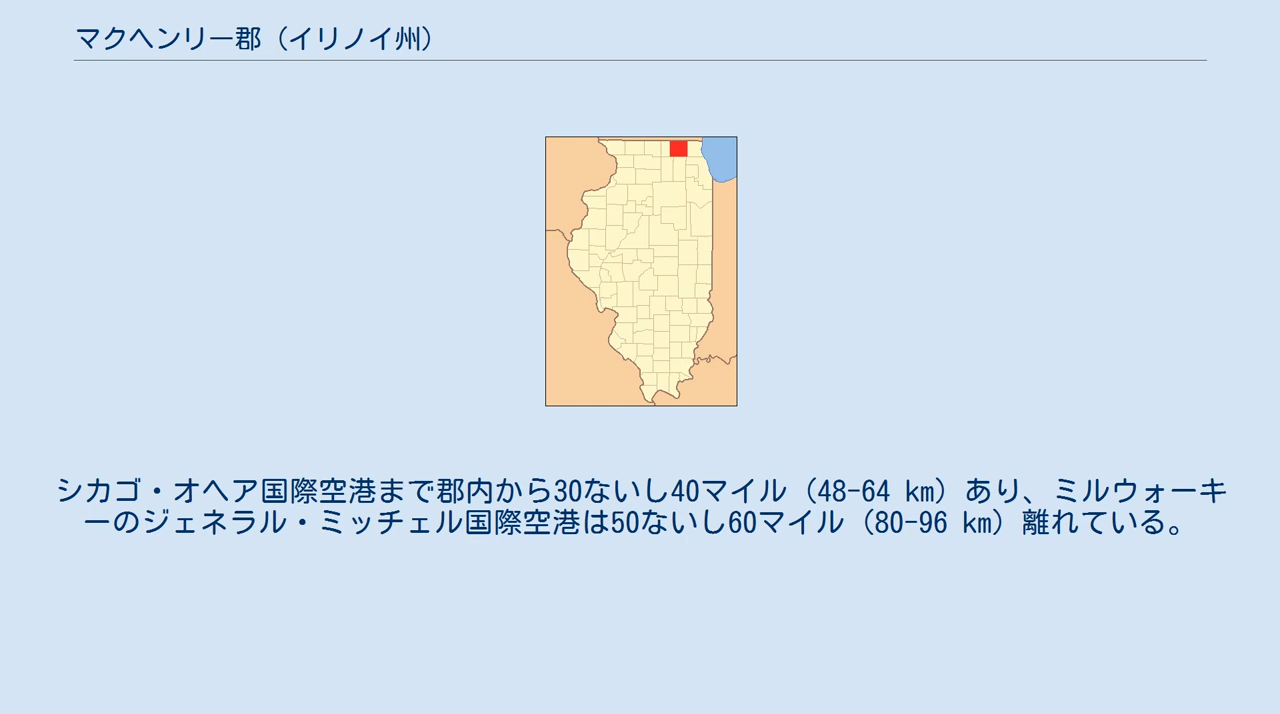 マクヘンリー郡（イリノイ州）
シカゴ・オヘア国際空港まで郡内から30ないし40マイル（48-64 km）あり、ミルウォーキ
ーのジェネラル・ミッチェル国際空港は50ないし60マイル（80-96 km）離れている。